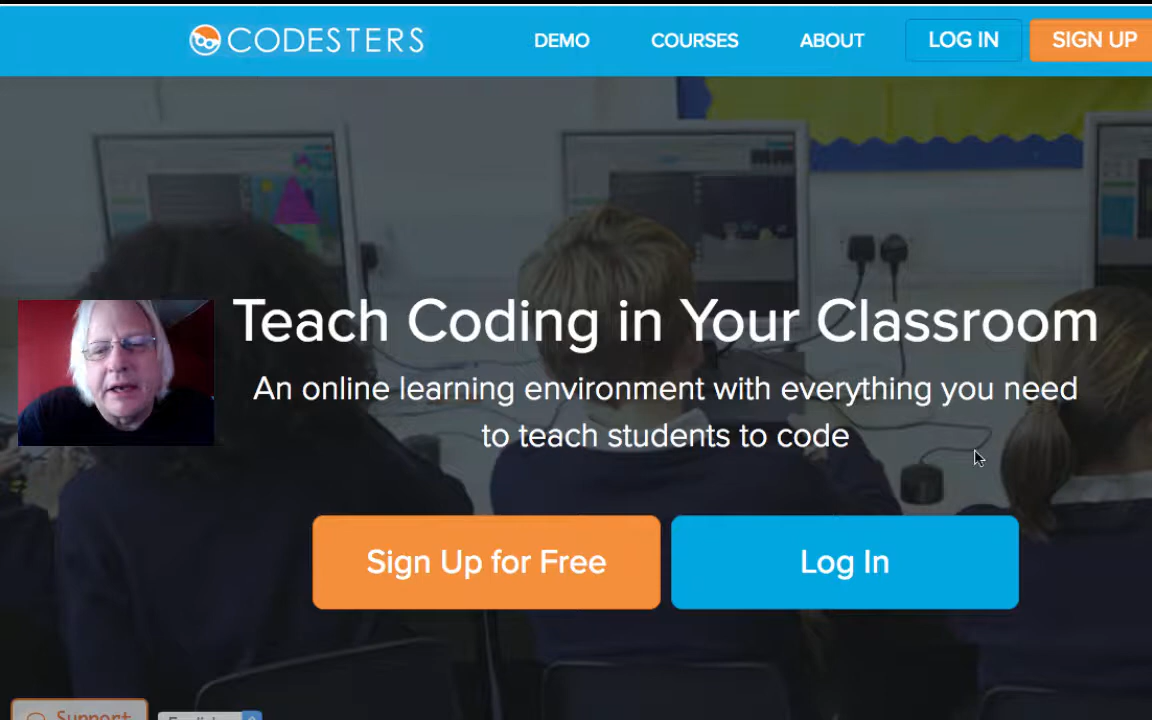 CODESTERS
DEMO COURSES ABOUT LOG IN SIGN UP
Teach Coding in Your Classroom
An online learning environment with everything you need
to teach students to code
Sign Up for Free Log In
Support English